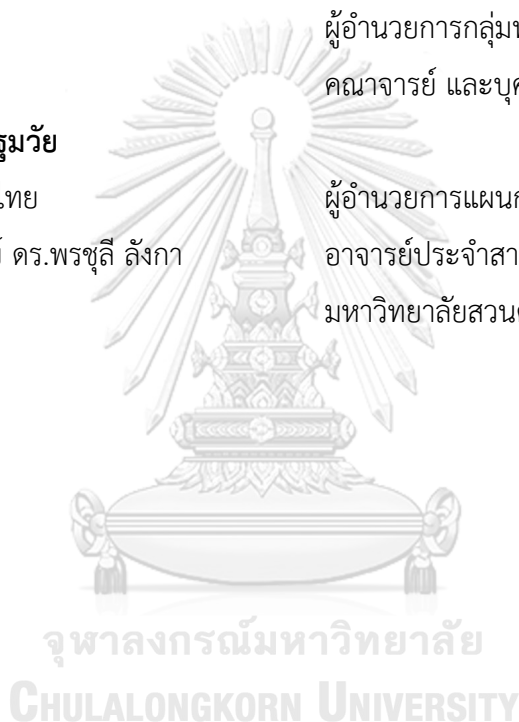 ผู้อำนวยการกลุ่ม
คณาจารย์ และบุ
ฐมวัย
ไทย
ผู้อำนวยการแผน
ดร.พรชุลี ลังกา
อาจารย์ประจำสา
มหาวิทยาลัยสวน
จุฬาลงกรณ์มหาวิทยาลัย
CHULALONGKORN UNIVERSITY